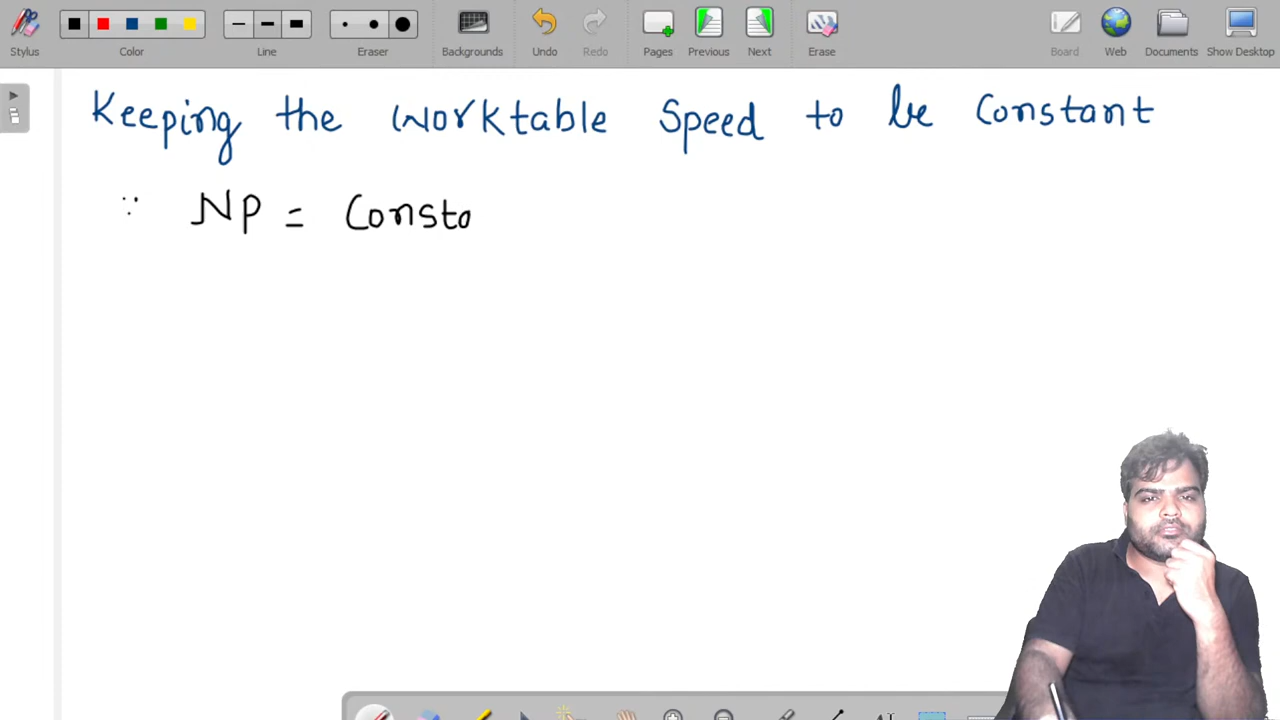 Stylus Color Line Eraser Backgrounds Undo Redo Pages Previous Next Erase Board Web Documents Show Desktop
Keeping the worktable Speed to be Constant
∵ NP = Consta